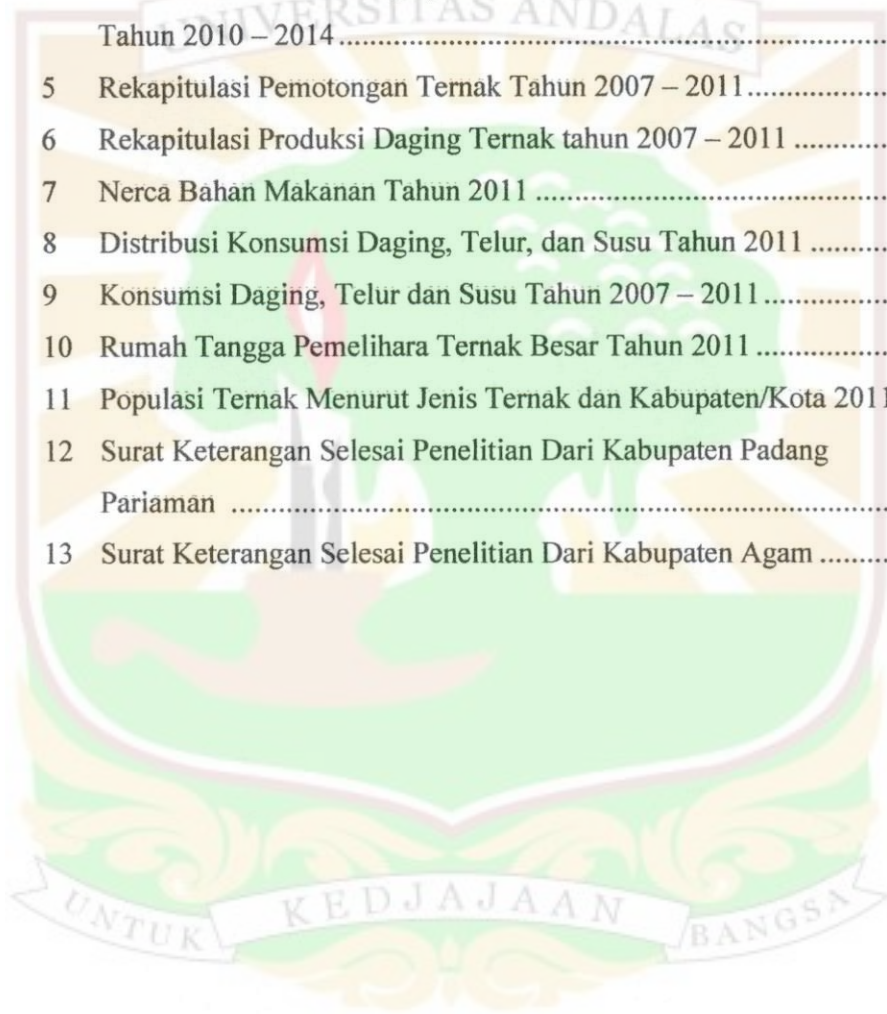 UNIVERSITAS ANDALAS
Tahun 2010 – 2014 ........................................................................
5 Rekapitulasi Pemotongan Ternak Tahun 2007 – 2011 ..................
6 Rekapitulasi Produksi Daging Ternak tahun 2007 – 2011 ............
7 Nerca Bahan Makanan Tahun 2011 ..............................................
8 Distribusi Konsumsi Daging, Telur, dan Susu Tahun 2011 ..........
9 Konsumsi Daging, Telur dan Susu Tahun 2007 – 2011 ................
10 Rumah Tangga Pemelihara Ternak Besar Tahun 2011 .................
11 Populasi Ternak Menurut Jenis Ternak dan Kabupaten/Kota 2011
12 Surat Keterangan Selesai Penelitian Dari Kabupaten Padang
Pariaman .....................................................................................
13 Surat Keterangan Selesai Penelitian Dari Kabupaten Agam .........
UNTUK KEDJAJAAN BANGSA